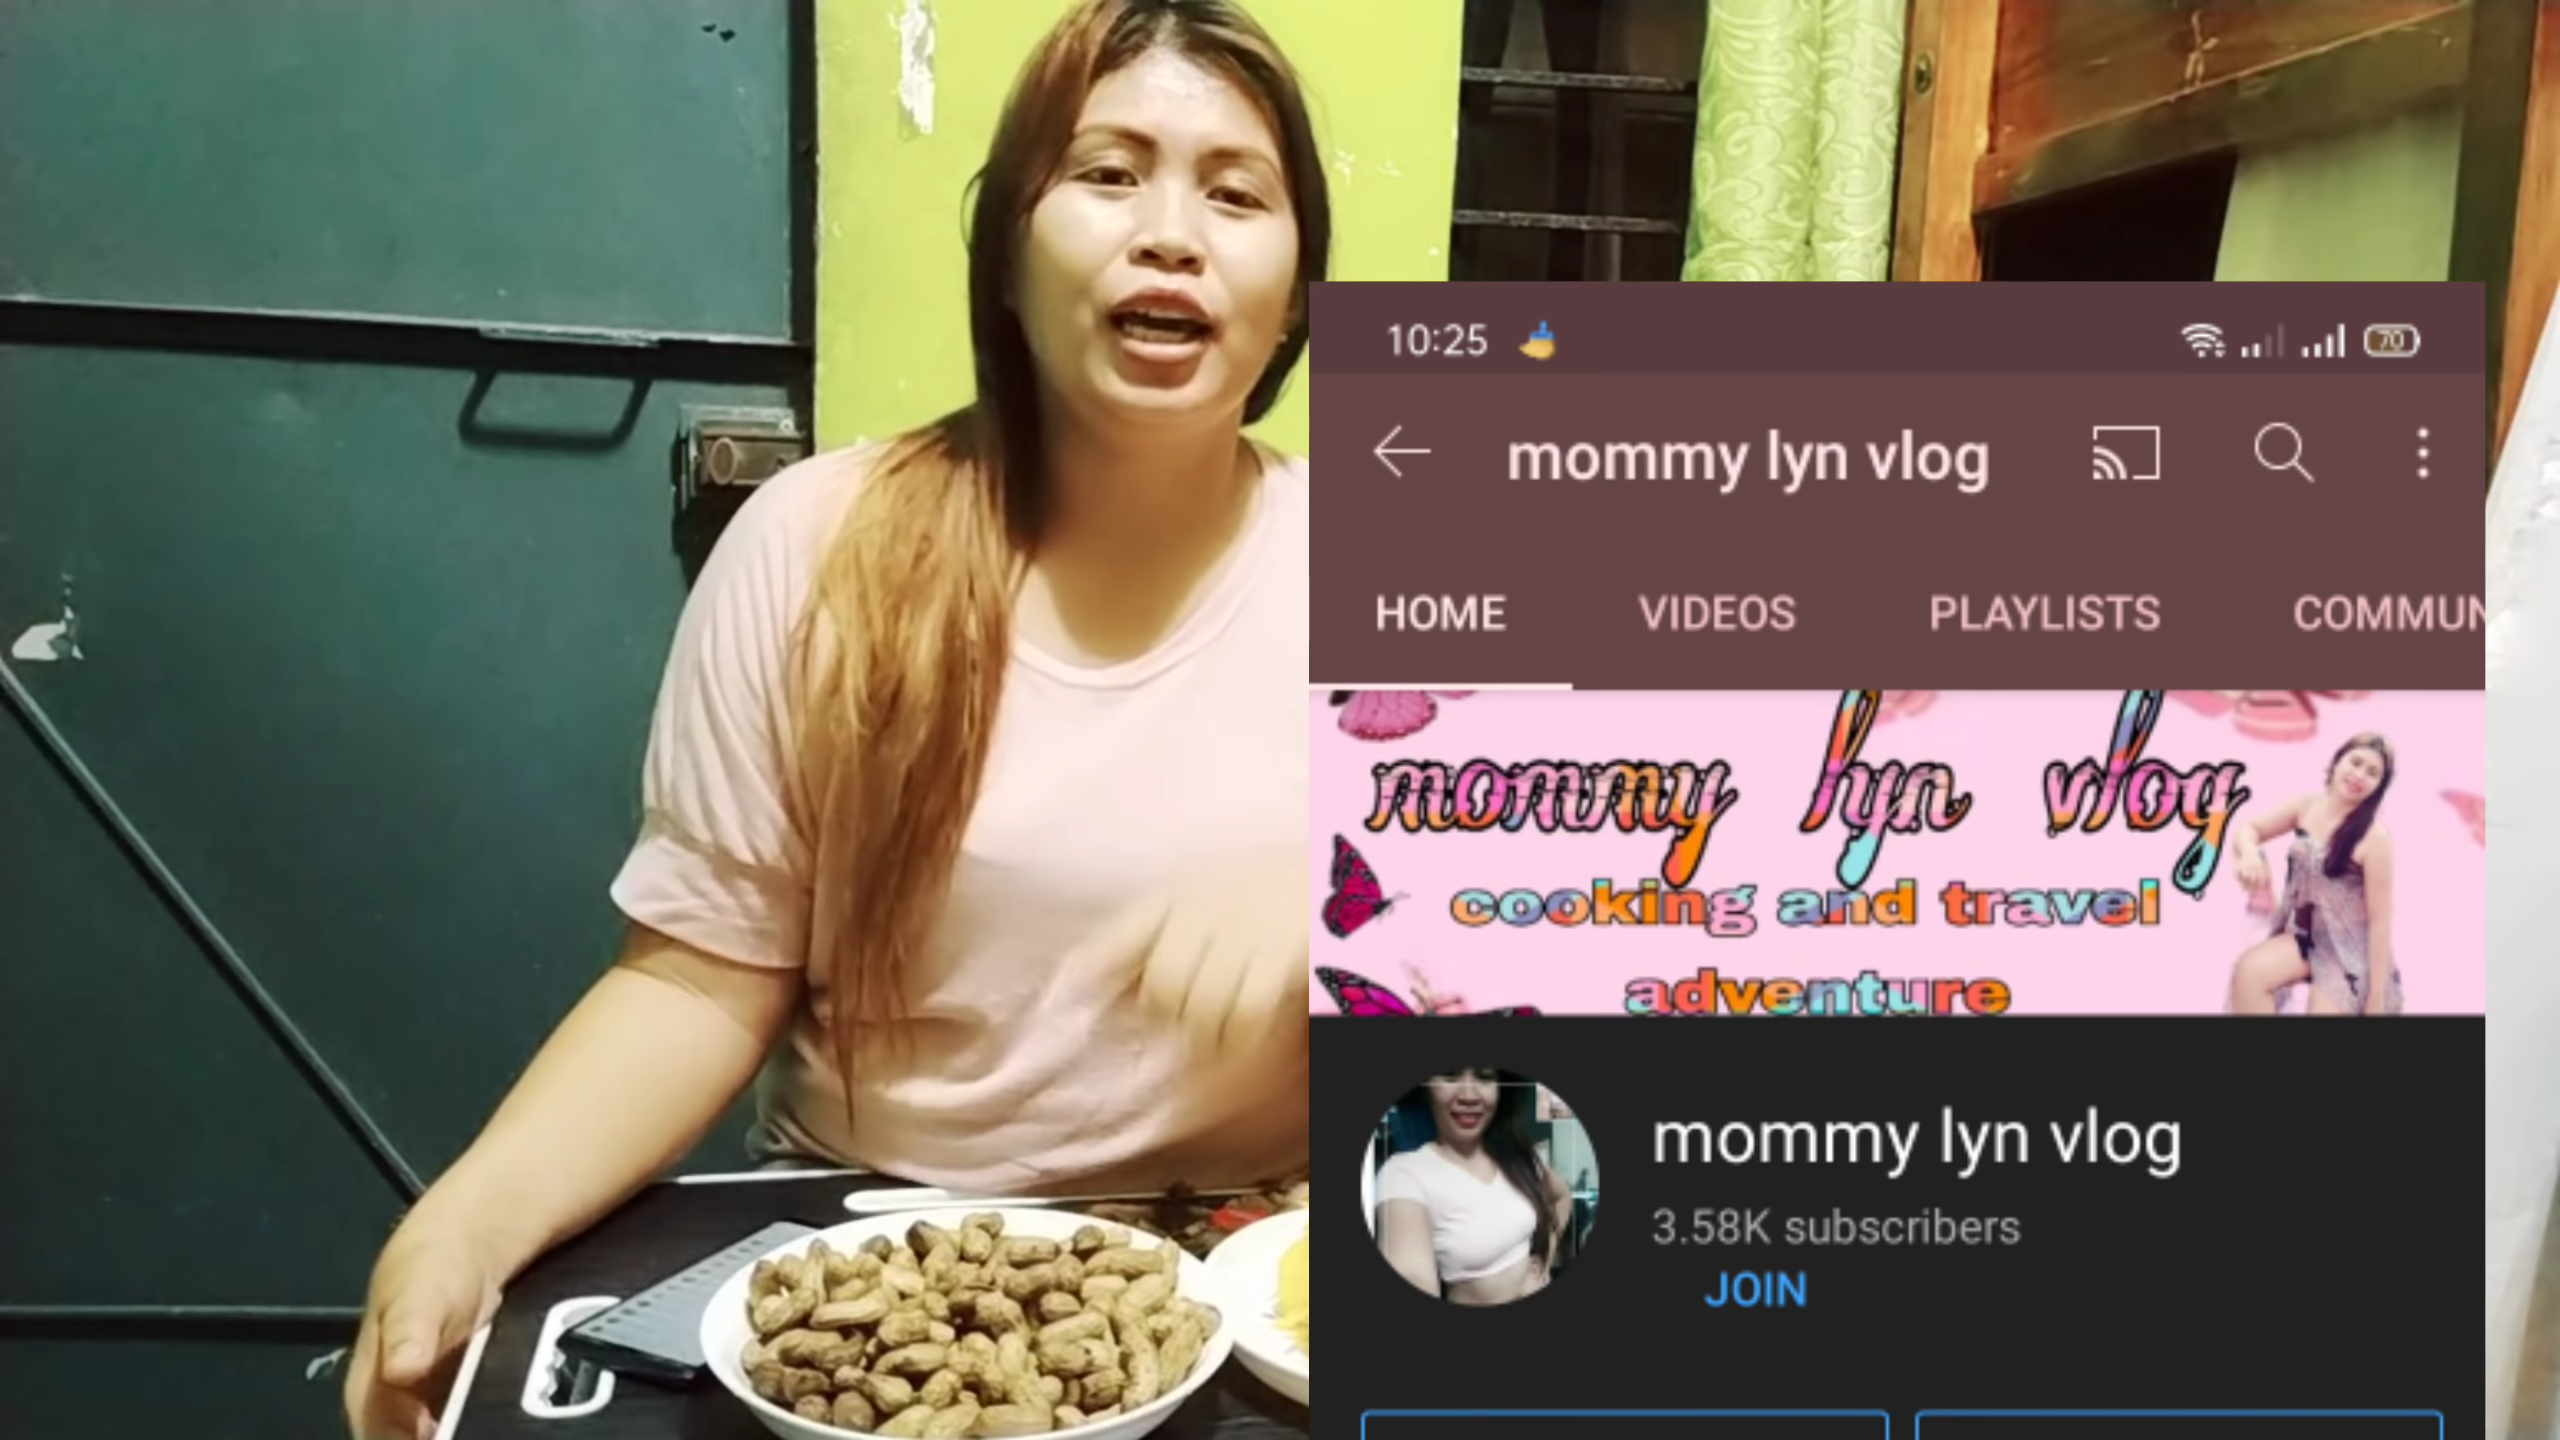 10:25
70
mommy lyn vlog
HOME VIDEOS PLAYLISTS COMMUN
mommy lyn vlog
cooking and travel
adventure
mommy lyn vlog
3.58K subscribers
JOIN